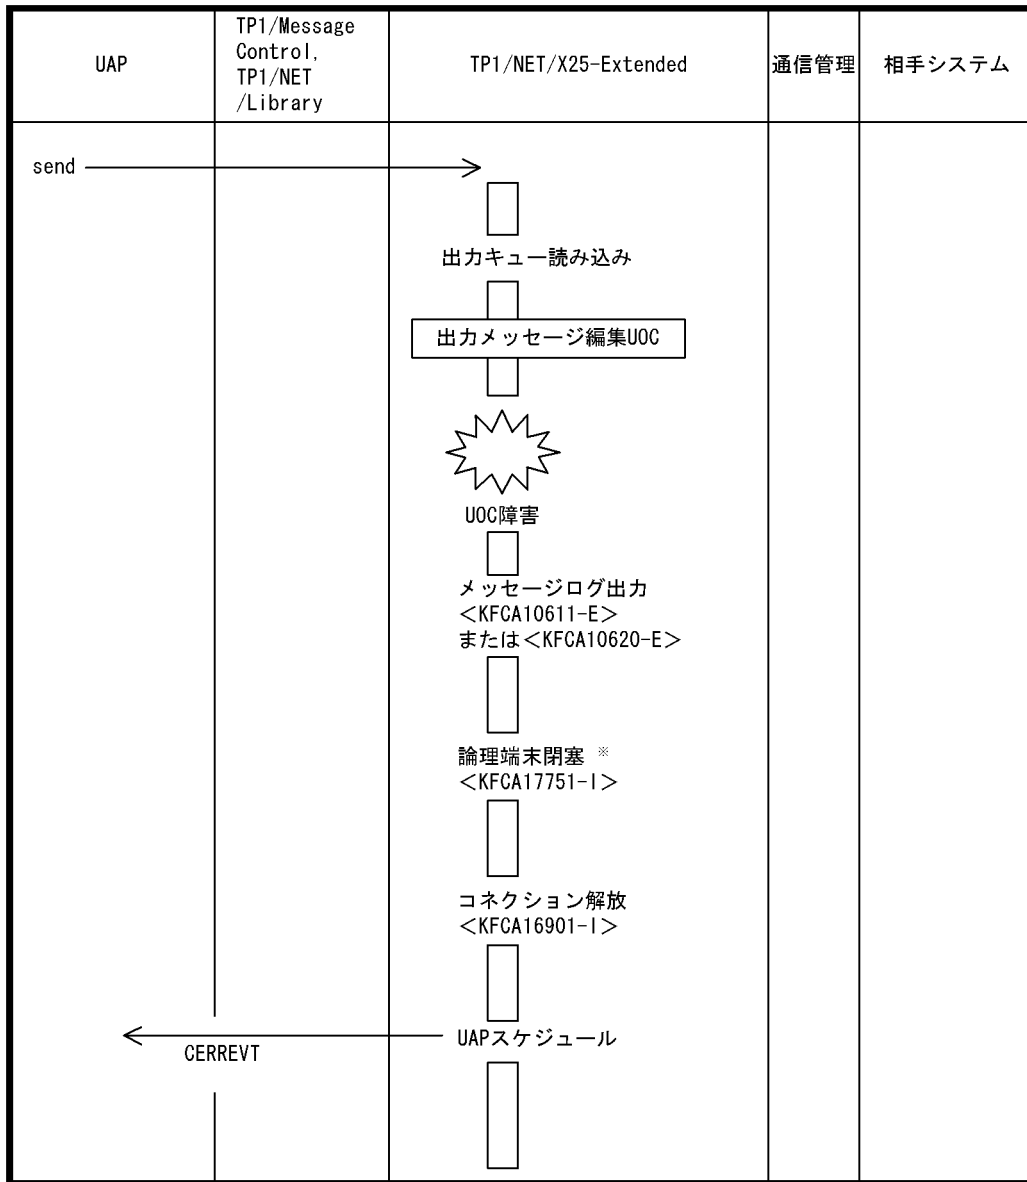 UAP
TP1/Message
Control,
TP1/NET
/Library
TP1/NET/X25-Extended
通信管理
相手システム
send
出力キュー読み込み
出力メッセージ編集UOC
UOC障害
メッセージログ出力
＜KFCA10611-E＞
または＜KFCA10620-E＞
論理端末閉塞 ※
＜KFCA17751-I＞
コネクション解放
＜KFCA16901-I＞
UAPスケジュール
CERREVT